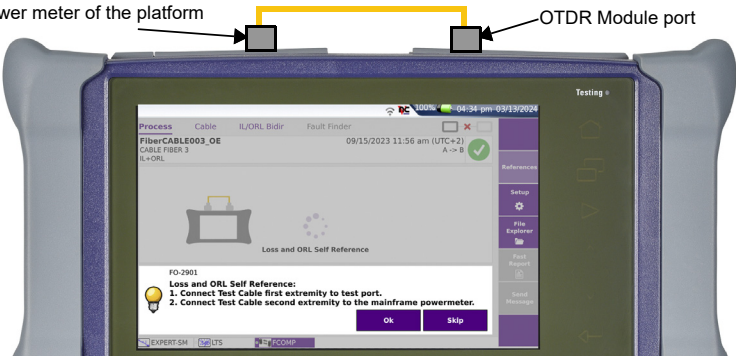 wer meter of the platform
OTDR Module port
Testing
100%
04:34 pm 03/13/2024
Process Cable IL/ORL Bidir Fault Finder
FiberCABLE003_OE 09/15/2023 11:56 am (UTC+2)
CABLE FIBER 3 A -> B
IL+ORL
References
Setup
File
Explorer
Fast
Report
Send
Message
Loss and ORL Self Reference
FO-2901
Loss and ORL Self Reference:
1. Connect Test Cable first extremity to test port.
2. Connect Test Cable second extremity to the mainframe powermeter.
Ok Skip
EXPERT-SM LTS FCOMP